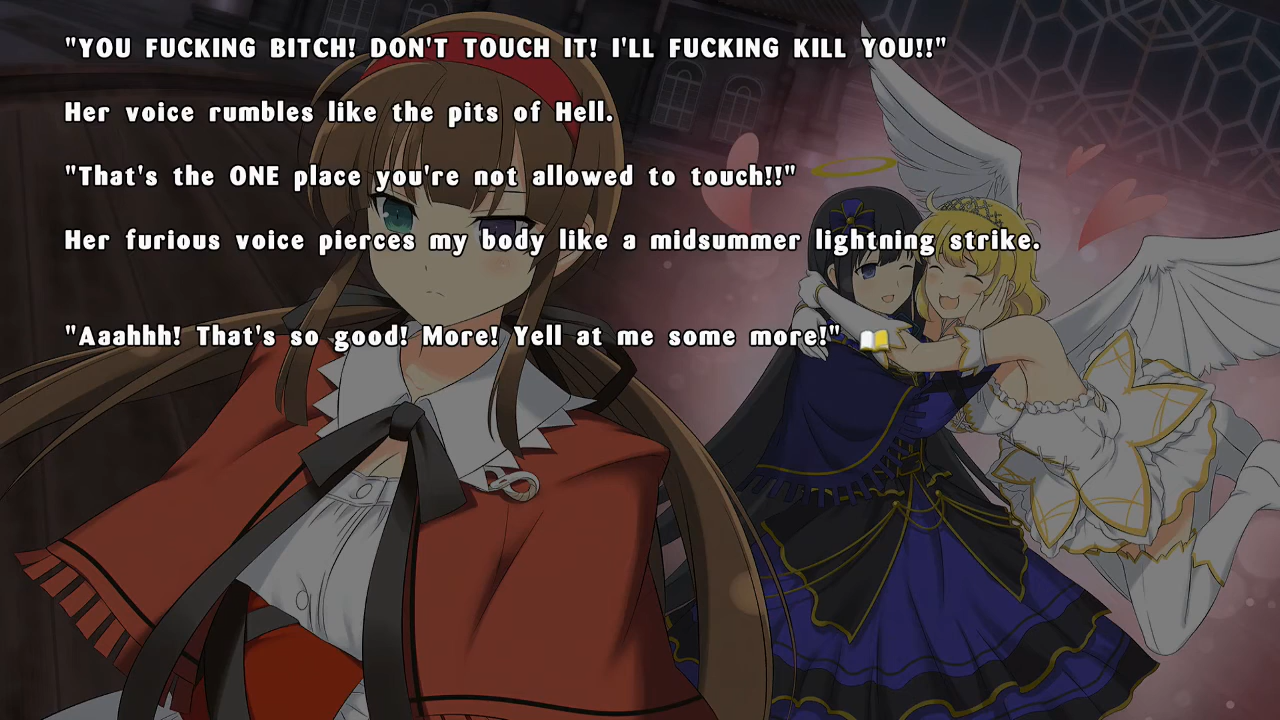 "YOU FUCKING BITCH! DON'T TOUCH IT! I'LL FUCKING KILL YOU!!"
Her voice rumbles like the pits of Hell.
"That's the ONE place you're not allowed to touch!!"
Her furious voice pierces my body like a midsummer lightning strike.
"Aaahhh! That's so good! More! Yell at me some more!"